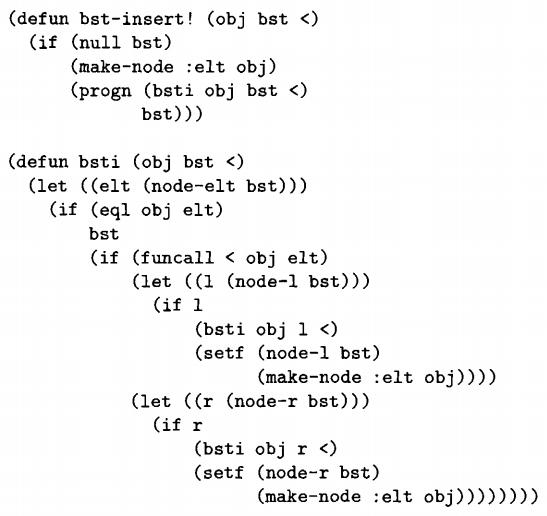 (defun bst-insert! (obj bst <)
  (if (null bst)
      (make-node :elt obj)
      (progn (bsti obj bst <)
             bst)))

(defun bsti (obj bst <)
  (let ((elt (node-elt bst)))
    (if (eql obj elt)
        bst
        (if (funcall < obj elt)
            (let ((l (node-l bst)))
              (if l
                  (bsti obj l <)
                  (setf (node-l bst)
                        (make-node :elt obj))))
            (let ((r (node-r bst)))
              (if r
                  (bsti obj r <)
                  (setf (node-r bst)
                        (make-node :elt obj))))))))